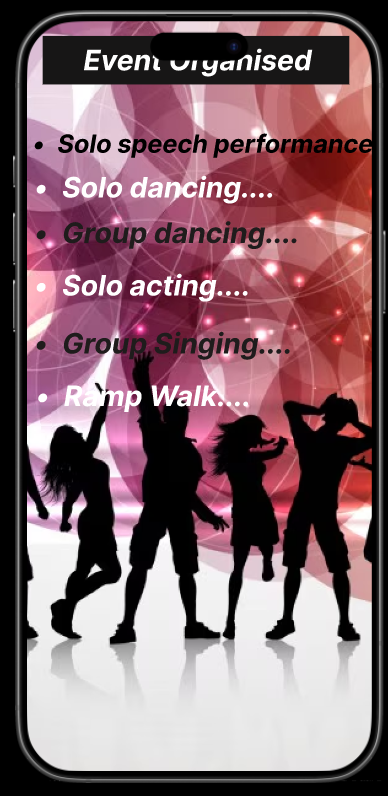 Event Organised
• Solo speech performance
• Solo dancing....
• Group dancing....
• Solo acting....
• Group Singing....
• Ramp Walk....